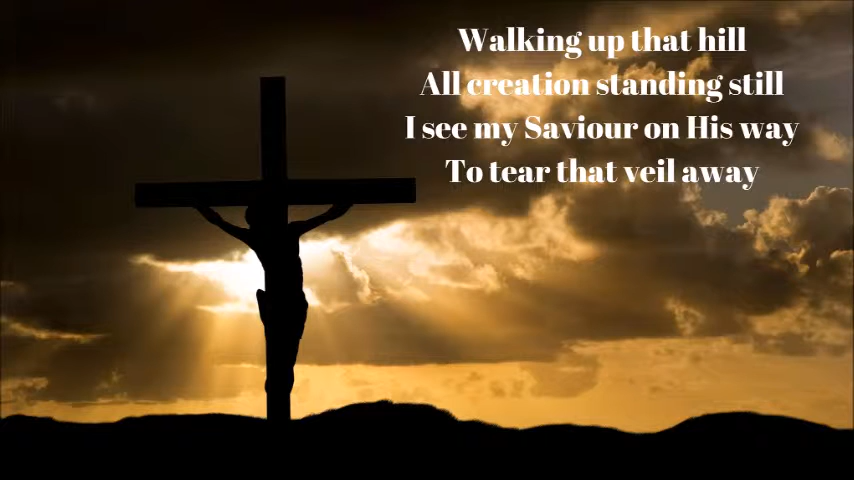 Walking up that hill
All creation standing still
I see my Saviour on His way
To tear that veil away